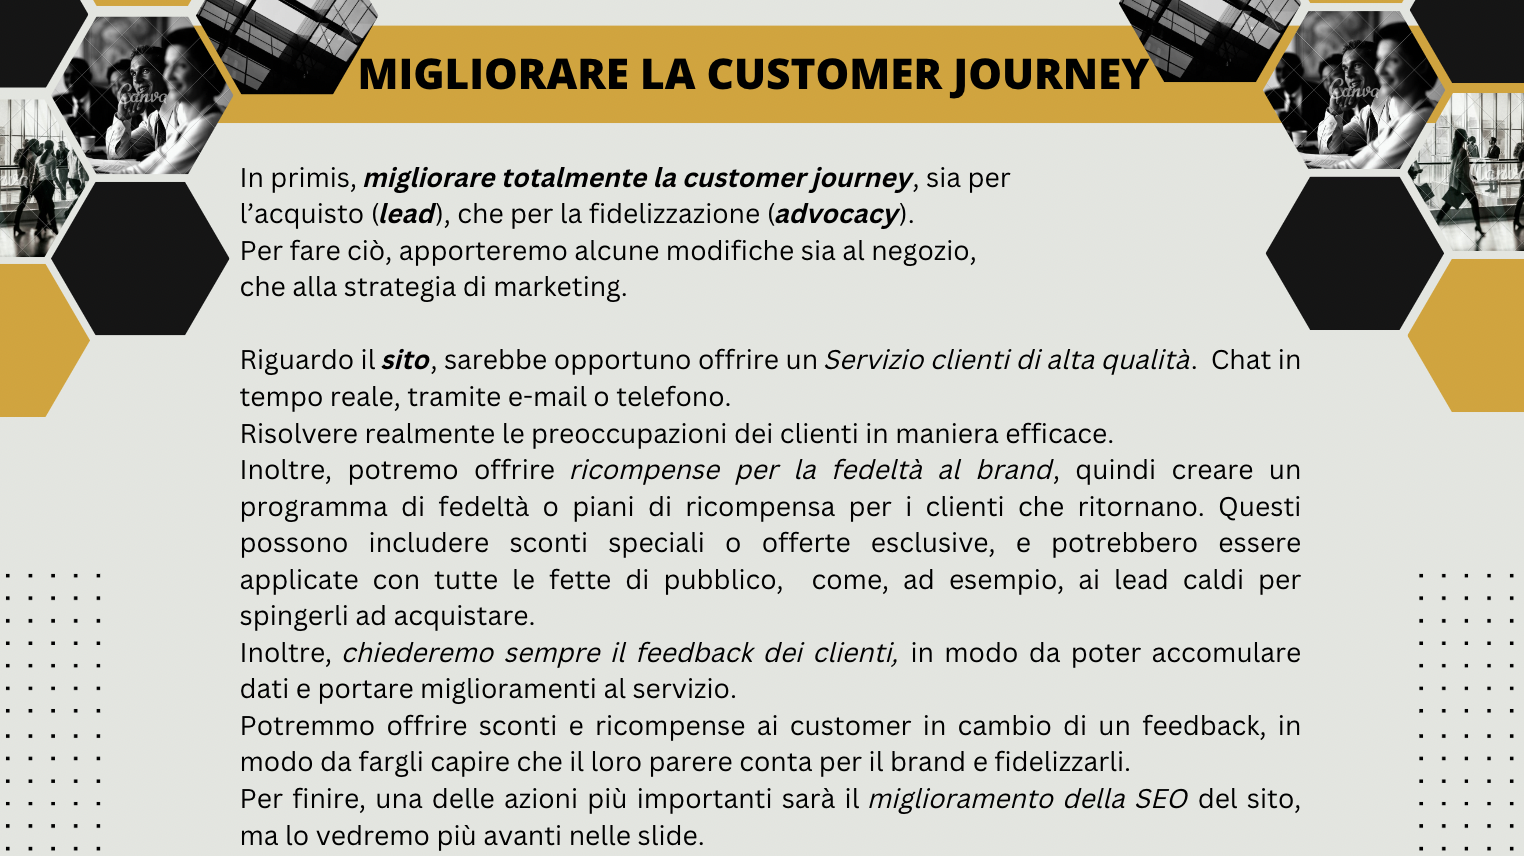 MIGLIORARE LA CUSTOMER JOURNEY
Canva
Canva
In primis, migliorare totalmente la customer journey, sia per
l’acquisto (lead), che per la fidelizzazione (advocacy).
Per fare ciò, apporteremo alcune modifiche sia al negozio,
che alla strategia di marketing.
Riguardo il sito, sarebbe opportuno offrire un Servizio clienti di alta qualità. Chat in
tempo reale, tramite e-mail o telefono.
Risolvere realmente le preoccupazioni dei clienti in maniera efficace.
Inoltre, potremo offrire ricompense per la fedeltà al brand, quindi creare un
programma di fedeltà o piani di ricompensa per i clienti che ritornano. Questi
possono includere sconti speciali o offerte esclusive, e potrebbero essere
applicate con tutte le fette di pubblico, come, ad esempio, ai lead caldi per
spingerli ad acquistare.
Inoltre, chiederemo sempre il feedback dei clienti, in modo da poter accomulare
dati e portare miglioramenti al servizio.
Potremmo offrire sconti e ricompense ai customer in cambio di un feedback, in
modo da fargli capire che il loro parere conta per il brand e fidelizzarli.
Per finire, una delle azioni più importanti sarà il miglioramento della SEO del sito,
ma lo vedremo più avanti nelle slide.